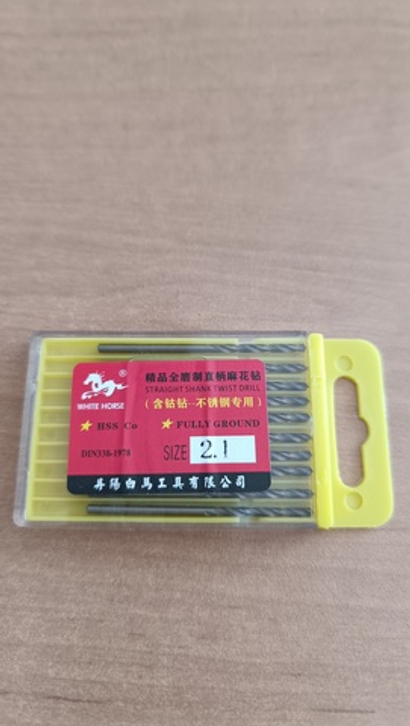 ®
WHITE HORSE
精品全磨制直柄麻花钻
STRAIGHT SHANK TWIST DRILL
(含钴钻--不锈钢专用)
HSS Co
FULLY GROUND
DIN338-1978
SIZE 2.1
丹陽白馬工具有限公司